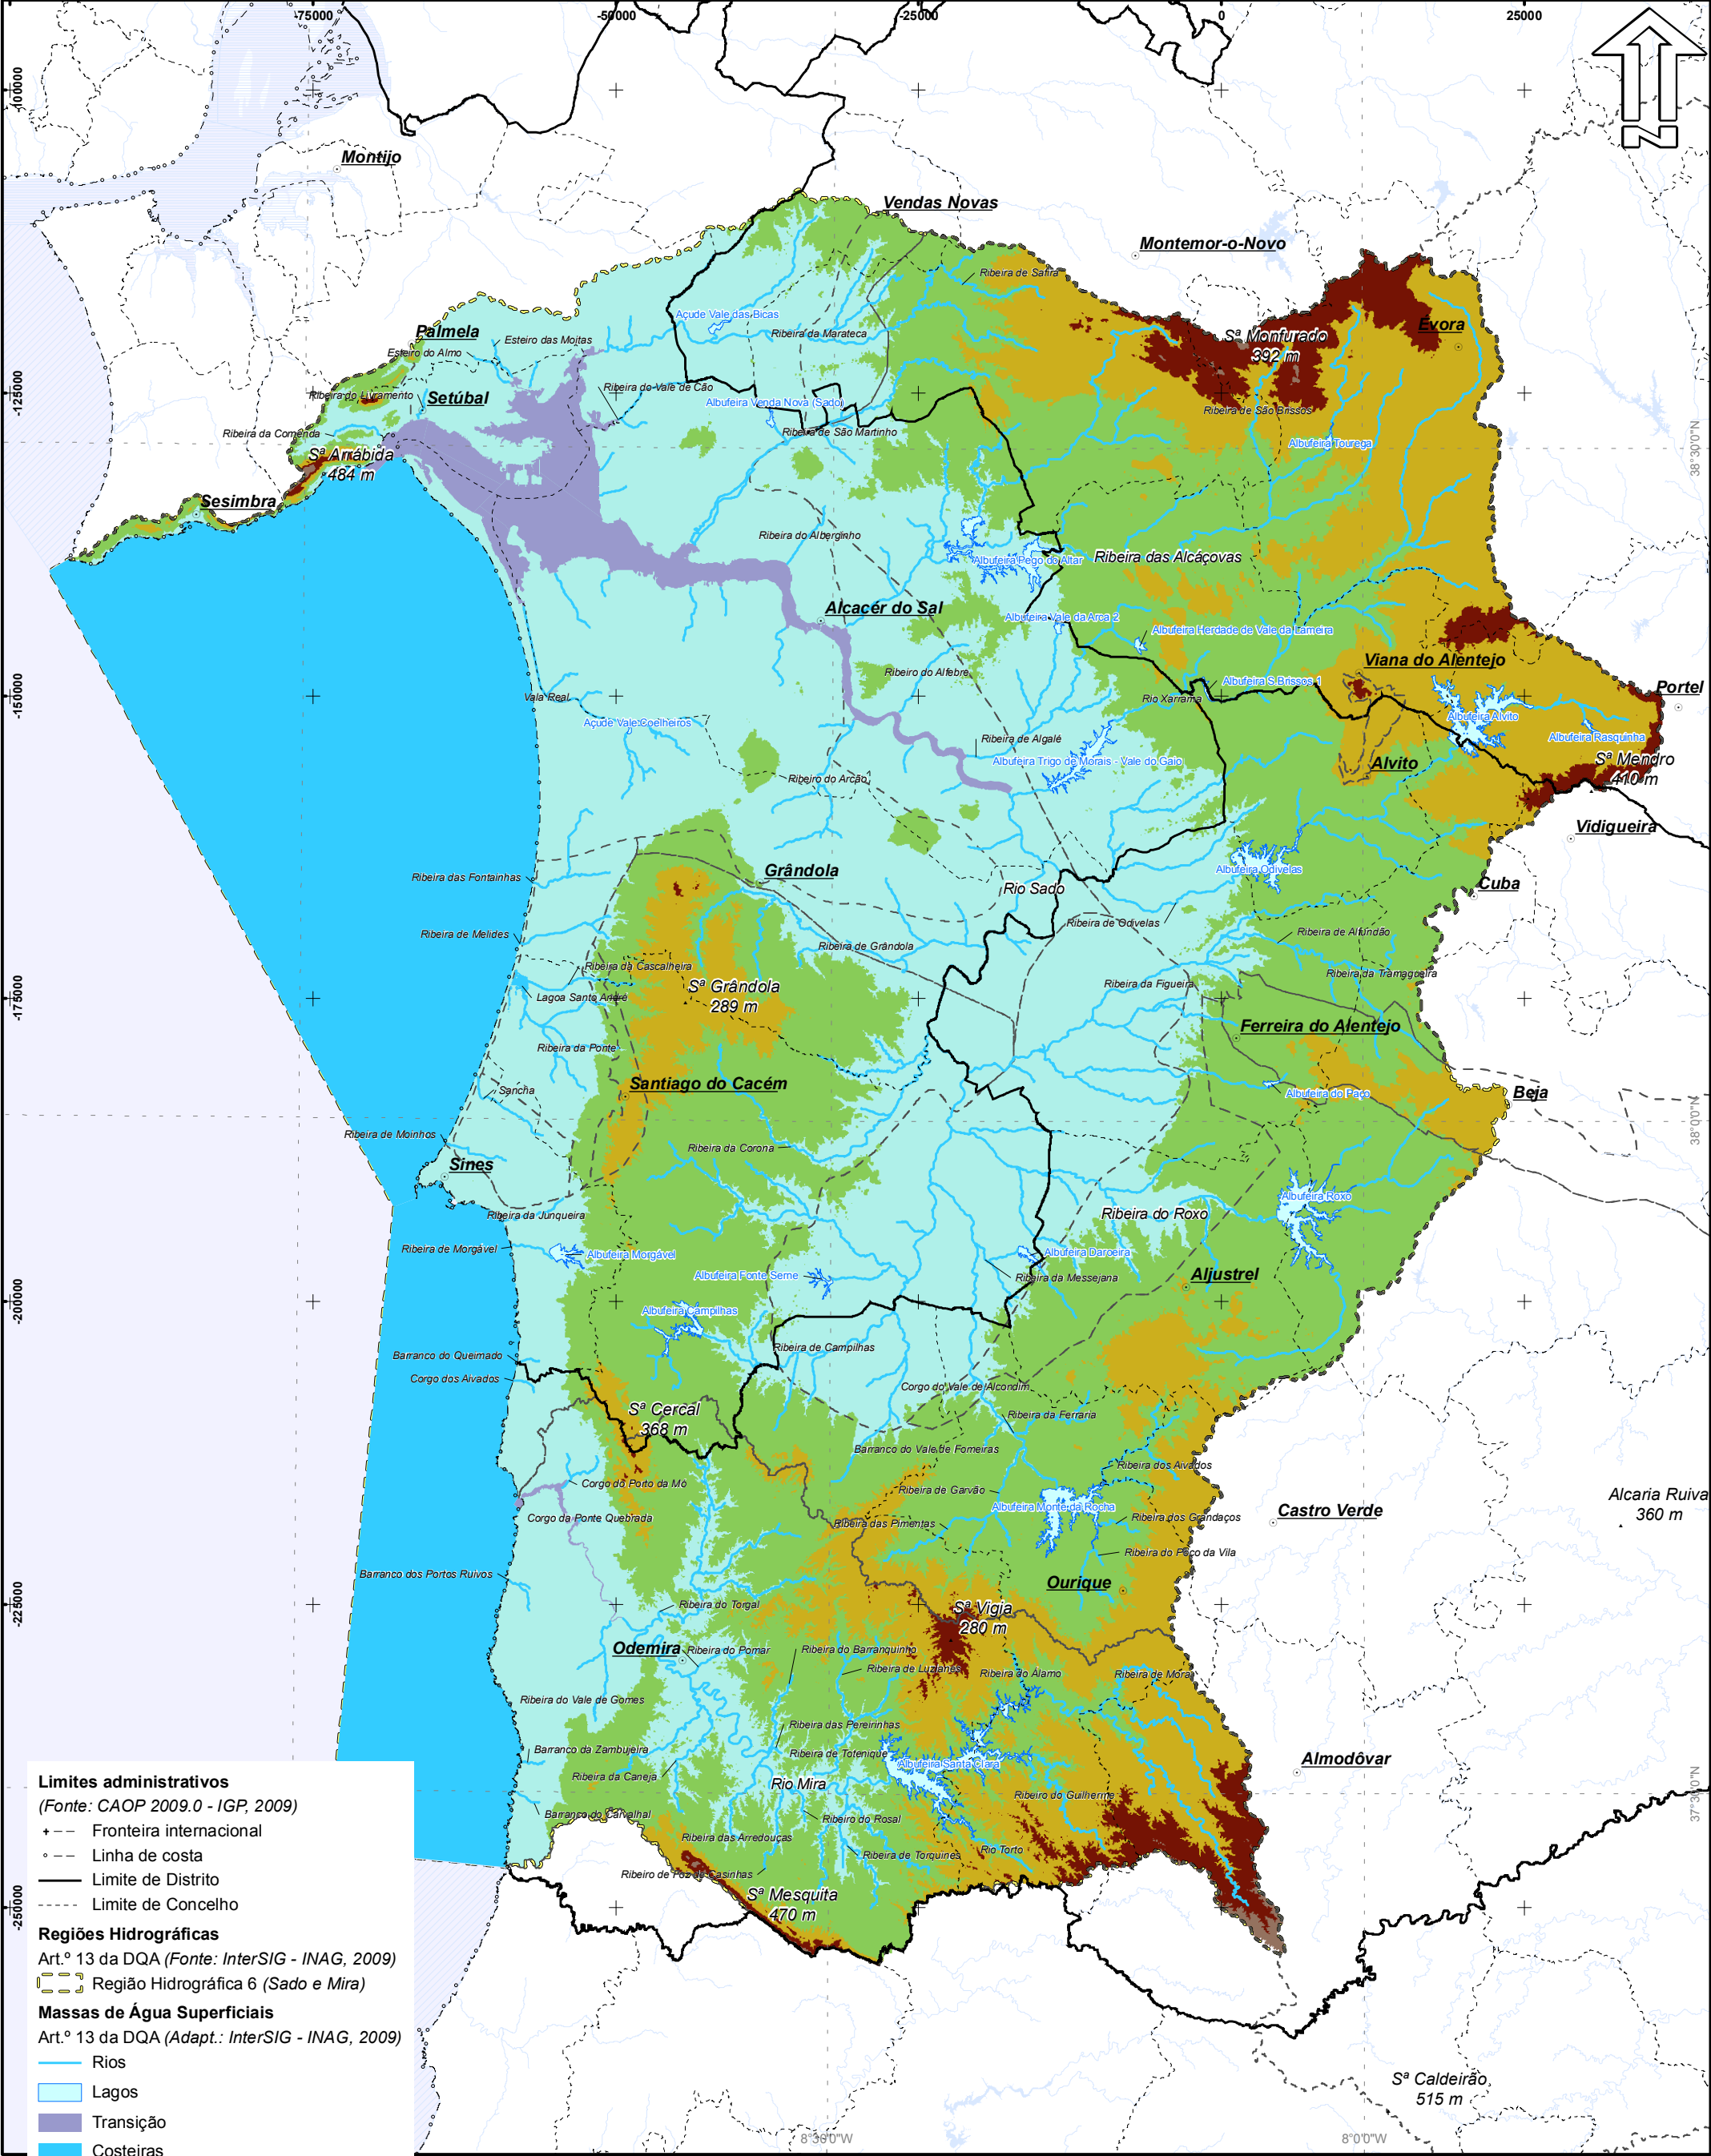 -75000
-50000
-25000
0
25000
-100000
-125000
-150000
-175000
-200000
-225000
-250000
N
Montijo
Vendas Novas
Montemor-o-Novo
Ribeira de Safira
Açude Vale das Bicas
Palmela
Esteiro das Moitas
Ribeira da Marateca
Évora
Sª Monfurado
392 m
Esteiro do Almo
Ribeira do Livramento
Setúbal
Ribeira do Vale de Cão
Albufeira Venda Nova (Sado)
Ribeira de São Brissos
Ribeira da Comenda
Ribeira de São Martinho
Albufeira Tourega
38°30'0"N
Sª Arrábida
484 m
Sesimbra
Ribeira do Alberginho
Albufeira Pego do Altar
Ribeira das Alcáçovas
Alcácer do Sal
Albufeira Vale da Arca 2
Albufeira Herdade de Vale da Lameira
Viana do Alentejo
Ribeiro do Alfebre
Albufeira S.Brissos 1
Portel
Vala Real
Rio Xarrama
Açude Vale Coelheiros
Albufeira Alvito
Ribeira de Algalé
Albufeira Rasquinha
Albufeira Trigo de Morais - Vale do Gaio
Alvito
Sª Mendro
410 m
Ribeiro do Arcão
Vidigueira
Grândola
Albufeira Odivelas
Ribeira das Fontainhas
Rio Sado
Cuba
Ribeira de Odivelas
Ribeira de Melides
Ribeira de Alfundão
Ribeira de Grândola
Ribeira da Cascalheira
Ribeira da Tramagueira
Sª Grândola
289 m
Ribeira da Figueira
Lagoa Santo André
Ferreira do Alentejo
Ribeira da Ponte
Santiago do Cacém
Sancha
Albufeira do Paço
Beja
38°0'0"N
Ribeira de Moinhos
Ribeira da Corona
Sines
Albufeira Roxo
Ribeira da Junqueira
Ribeira do Roxo
Ribeira de Morgável
Albufeira Morgável
Albufeira Daroeira
Albufeira Fonte Serne
Ribeira da Messejana
Aljustrel
Albufeira Campilhas
Ribeira de Campilhas
Barranco do Queimado
Corgo dos Aivados
Corgo do Vale de Alcondim
Sª Cercal
368 m
Ribeira da Ferraria
Barranco do Vale de Forneiras
Ribeira dos Aivados
Corgo do Porto da Mó
Ribeira de Garvão
Albufeira Monte da Rocha
Alcaria Ruiva
360 m
Castro Verde
Corgo da Ponte Quebrada
Ribeira das Pimentas
Ribeira dos Grandaços
Ribeira do Poço da Vila
Barranco dos Portos Ruivos
Ourique
Ribeira do Torgal
Sª Vigia
280 m
Odemira
Ribeira do Pomar
Ribeira do Barranquinho
Ribeira de Luzianes
Ribeira do Álamo
Ribeira de Mora
Ribeira do Vale de Gomes
Ribeira das Pereirinhas
Barranco da Zambujeira
Ribeira de Totenique
Albufeira Santa Clara
Almodôvar
Ribeira da Caneja
Rio Mira
Ribeiro do Guilherme
37°30'0"N
Barranco do Carvalhal
Ribeiro do Rosal
Ribeira das Arredouças
Ribeira de Torquines
Rio Torto
Sª Mesquita
470 m
Sª Caldeirão
515 m
8°30'0"W
8°0'0"W
Limites administrativos
(Fonte: CAOP 2009.0 - IGP, 2009)
Fronteira internacional
Linha de costa
Limite de Distrito
Limite de Concelho
Regiões Hidrográficas
Art.º 13 da DQA (Fonte: InterSIG - INAG, 2009)
Região Hidrográfica 6 (Sado e Mira)
Massas de Água Superficiais
Art.º 13 da DQA (Adapt.: InterSIG - INAG, 2009)
Rios
Lagos
Transição
Costeiras